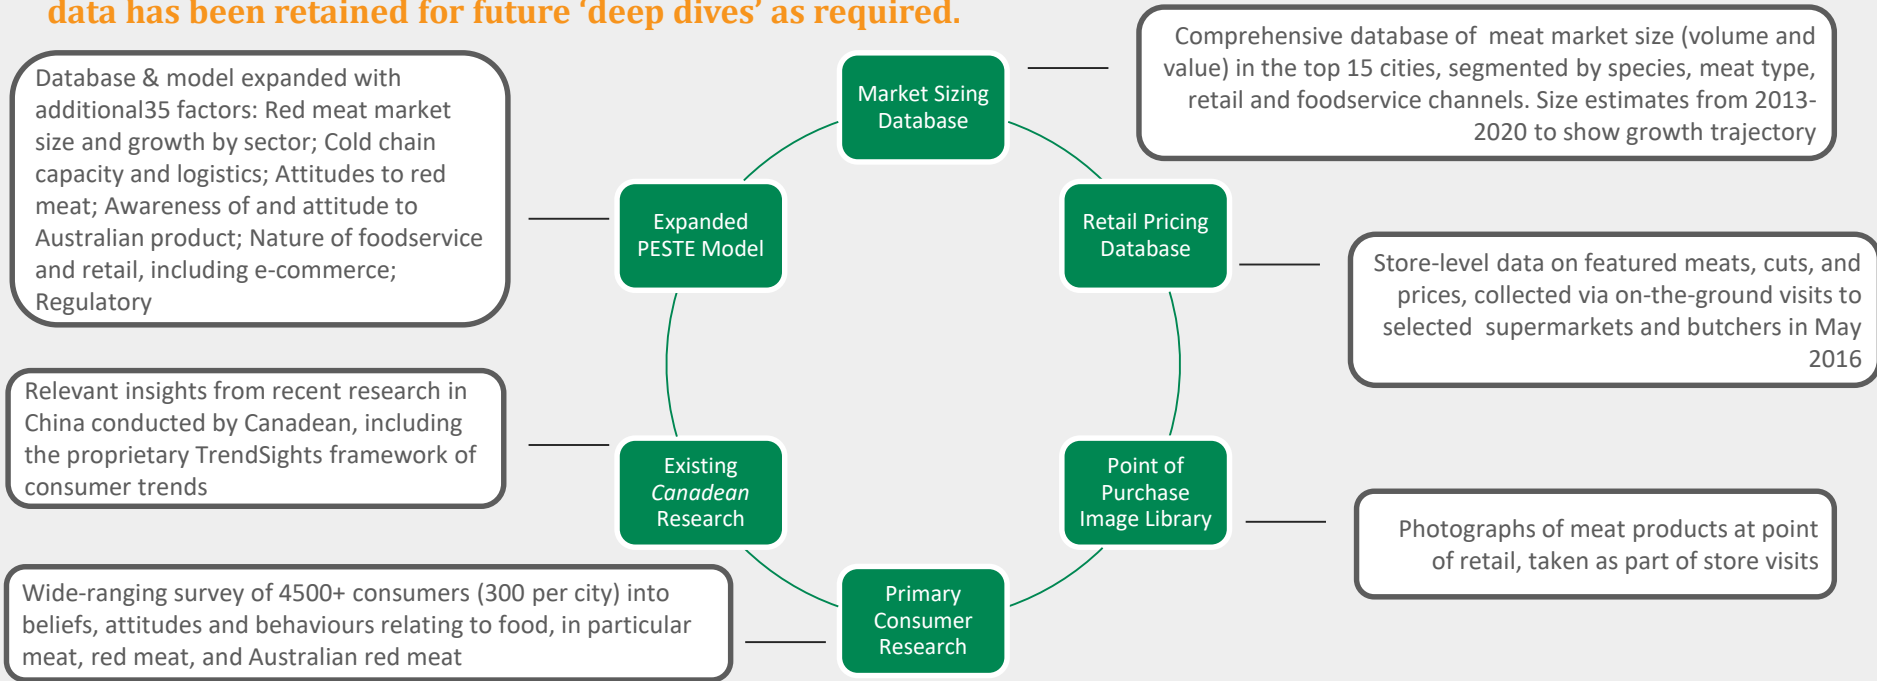 data has been retained for future ‘deep dives’ as required.
Database & model expanded with
additional35 factors: Red meat market
size and growth by sector; Cold chain
capacity and logistics; Attitudes to red
meat; Awareness of and attitude to
Australian product; Nature of foodservice
and retail, including e-commerce;
Regulatory
Market Sizing
Database
Comprehensive database of meat market size (volume and
value) in the top 15 cities, segmented by species, meat type,
retail and foodservice channels. Size estimates from 2013-
2020 to show growth trajectory
Expanded
PESTE Model
Retail Pricing
Database
Store-level data on featured meats, cuts, and
prices, collected via on-the-ground visits to
selected supermarkets and butchers in May
2016
Relevant insights from recent research in
China conducted by Canadean, including
the proprietary TrendSights framework of
consumer trends
Existing
Canadean
Research
Point of
Purchase
Image Library
Photographs of meat products at point
of retail, taken as part of store visits
Wide-ranging survey of 4500+ consumers (300 per city) into
beliefs, attitudes and behaviours relating to food, in particular
meat, red meat, and Australian red meat
Primary
Consumer
Research